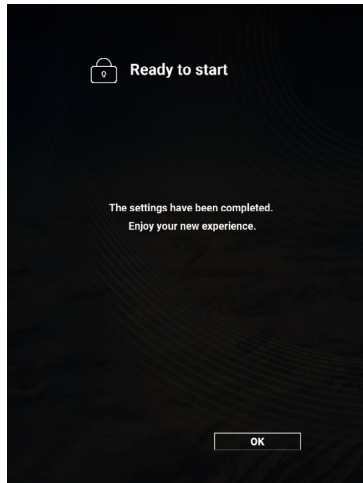 Ready to start
The settings have been completed.
Enjoy your new experience.
OK